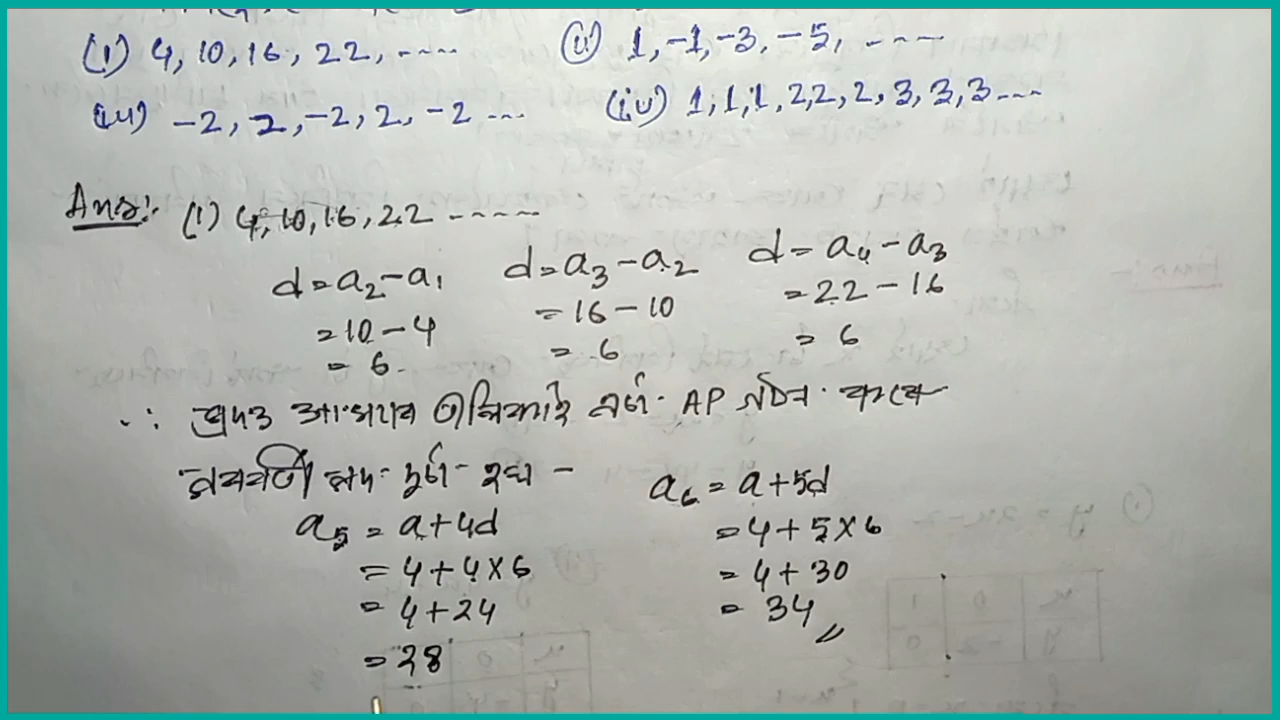 (i) 4, 10, 16, 22, ---- (ii) 1, -1, -3, -5, ----
(iii) -2, 2, -2, 2, -2 --- (iv) 1, 1, 1, 2, 2, 2, 3, 3, 3 ---
Ans:- (i) 4, 10, 16, 22 -----
d = a₂ - a₁ d = a₃ - a₂ d = a₄ - a₃
= 10 - 4 = 16 - 10 = 22 - 16
= 6. = 6 = 6
∴ প্ৰদত্ত তালিকাই এটা AP গঠন কৰে
পৰৱৰ্তী পদ দুটা হব -
a₅ = a + 4d a₆ = a + 5d
= 4 + 4 × 6 = 4 + 5 × 6
= 4 + 24 = 4 + 30
= 28 = 34 //